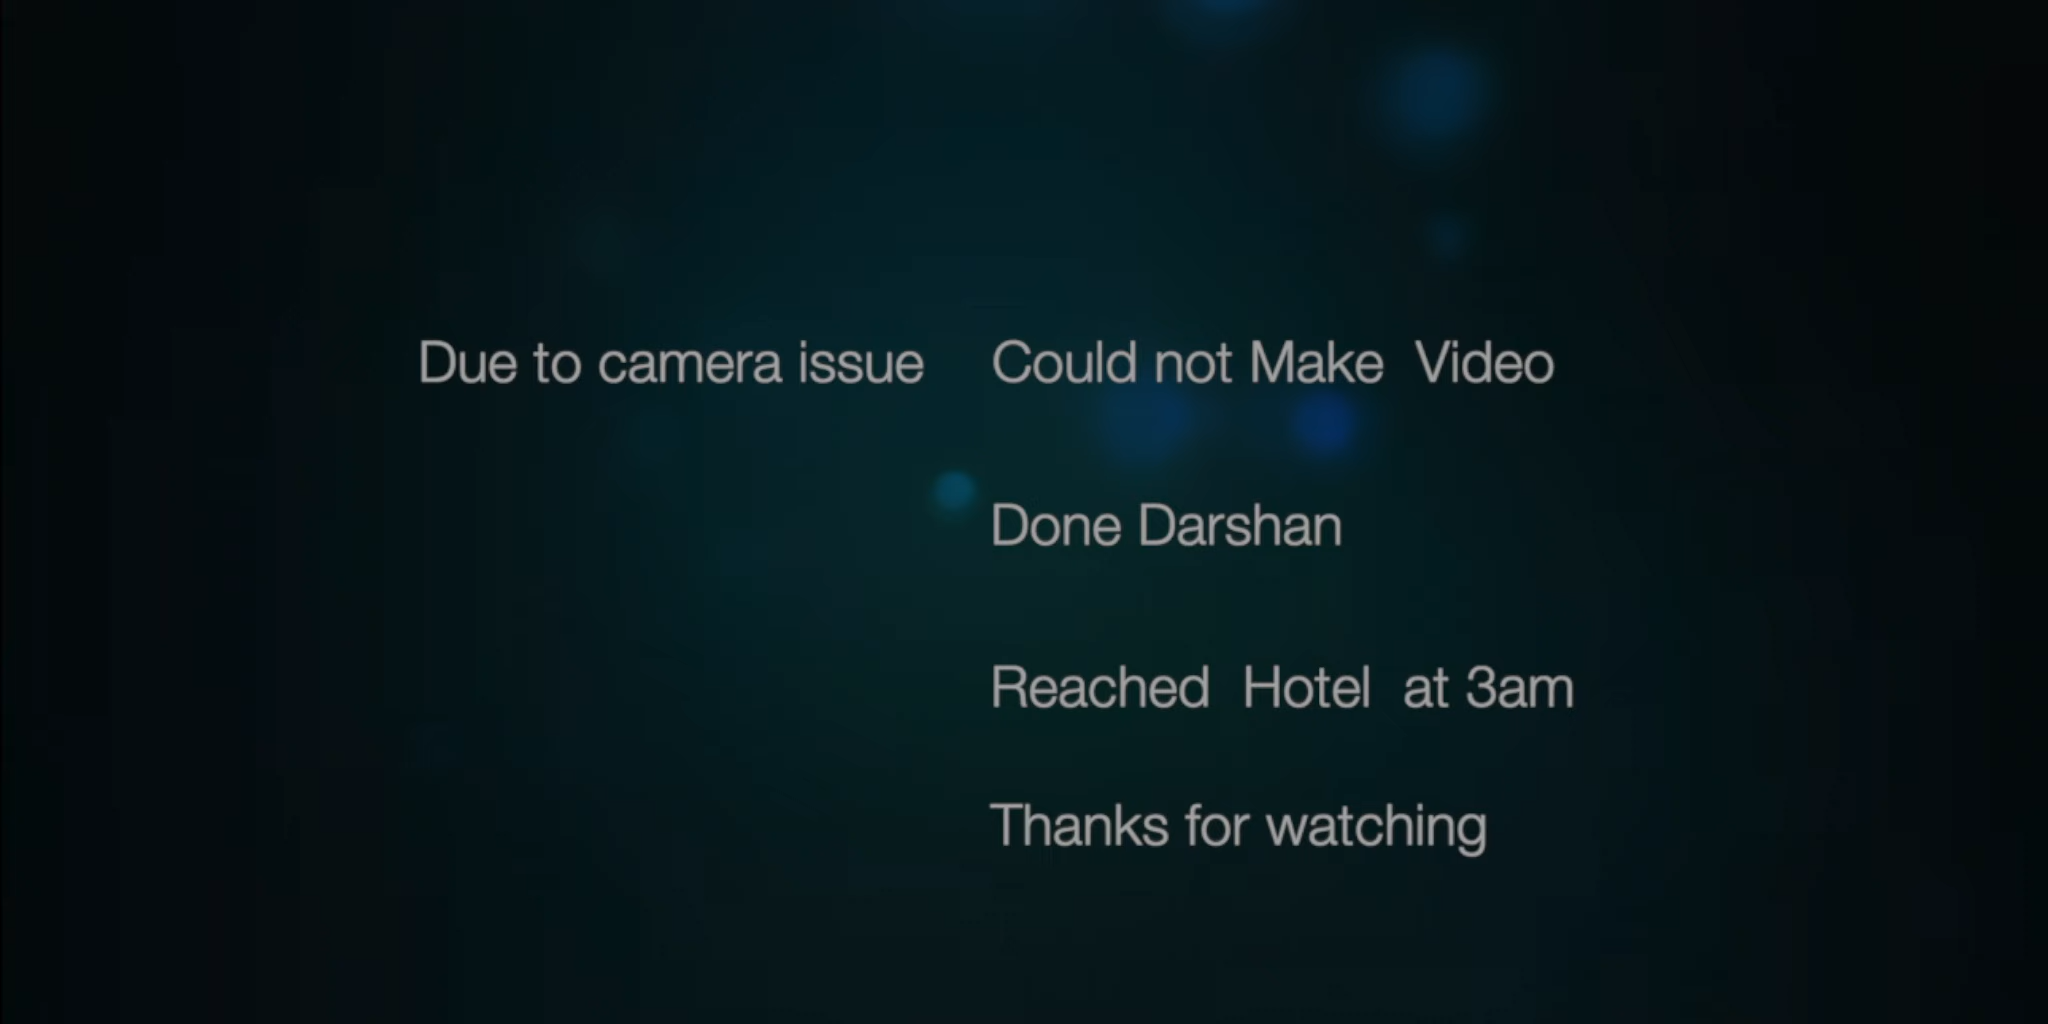 Due to camera issue Could not Make Video
Done Darshan
Reached Hotel at 3am
Thanks for watching